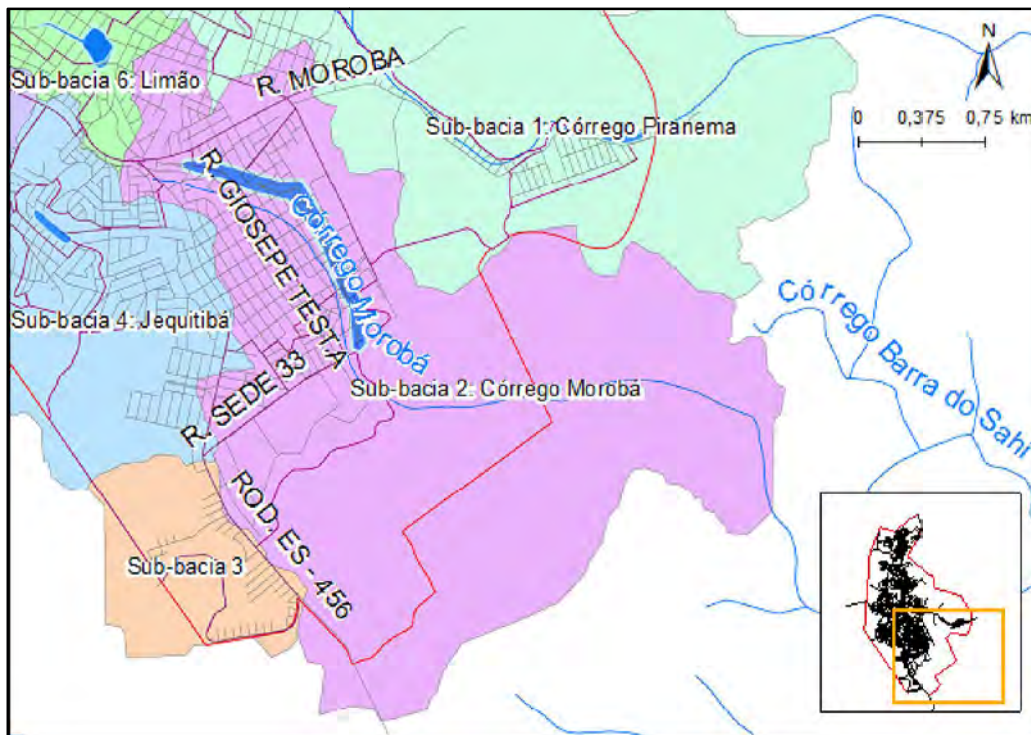 N
Sub-bacia 6: Limão
R. MOROBA
0 0,375 0,75 km
Sub-bacia 1: Córrego Piranema
R. GIOSEPE TESTA
Córrego Morobá
Sub-bacia 4: Jequitibá
Córrego Barra do Sahi
R. SEDE 33
Sub-bacia 2: Córrego Morobá
ROD. ES - 456
Sub-bacia 3